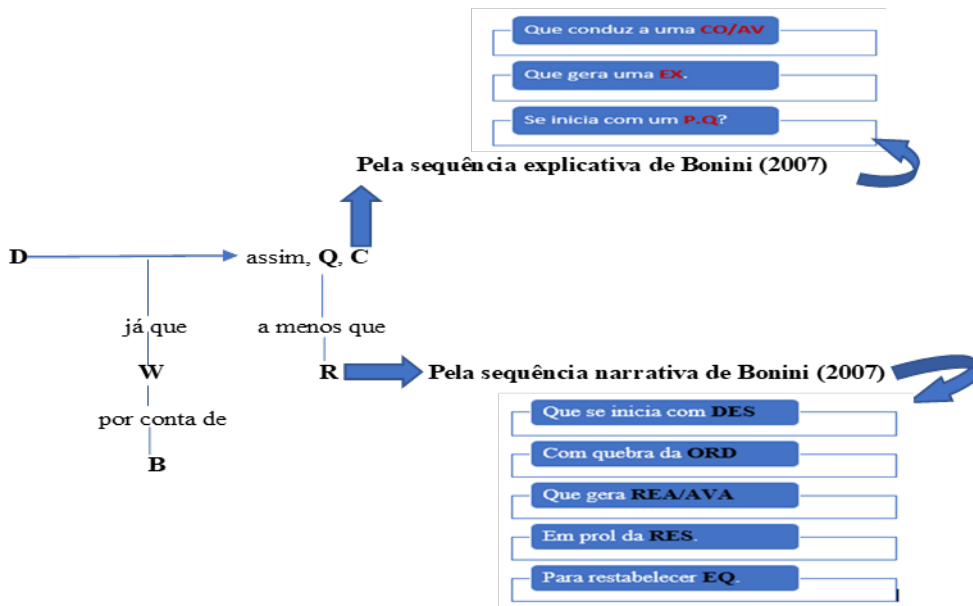 Que conduz a uma CO/AV
Que gera uma EX.
Se inicia com um P.Q?
Pela sequência explicativa de Bonini (2007)
D
assim, Q, C
já que
a menos que
W
R
Pela sequência narrativa de Bonini (2007)
por conta de
B
Que se inicia com DES
Com quebra da ORD
Que gera REA/AVA
Em prol da RES.
Para restabelecer EQ.